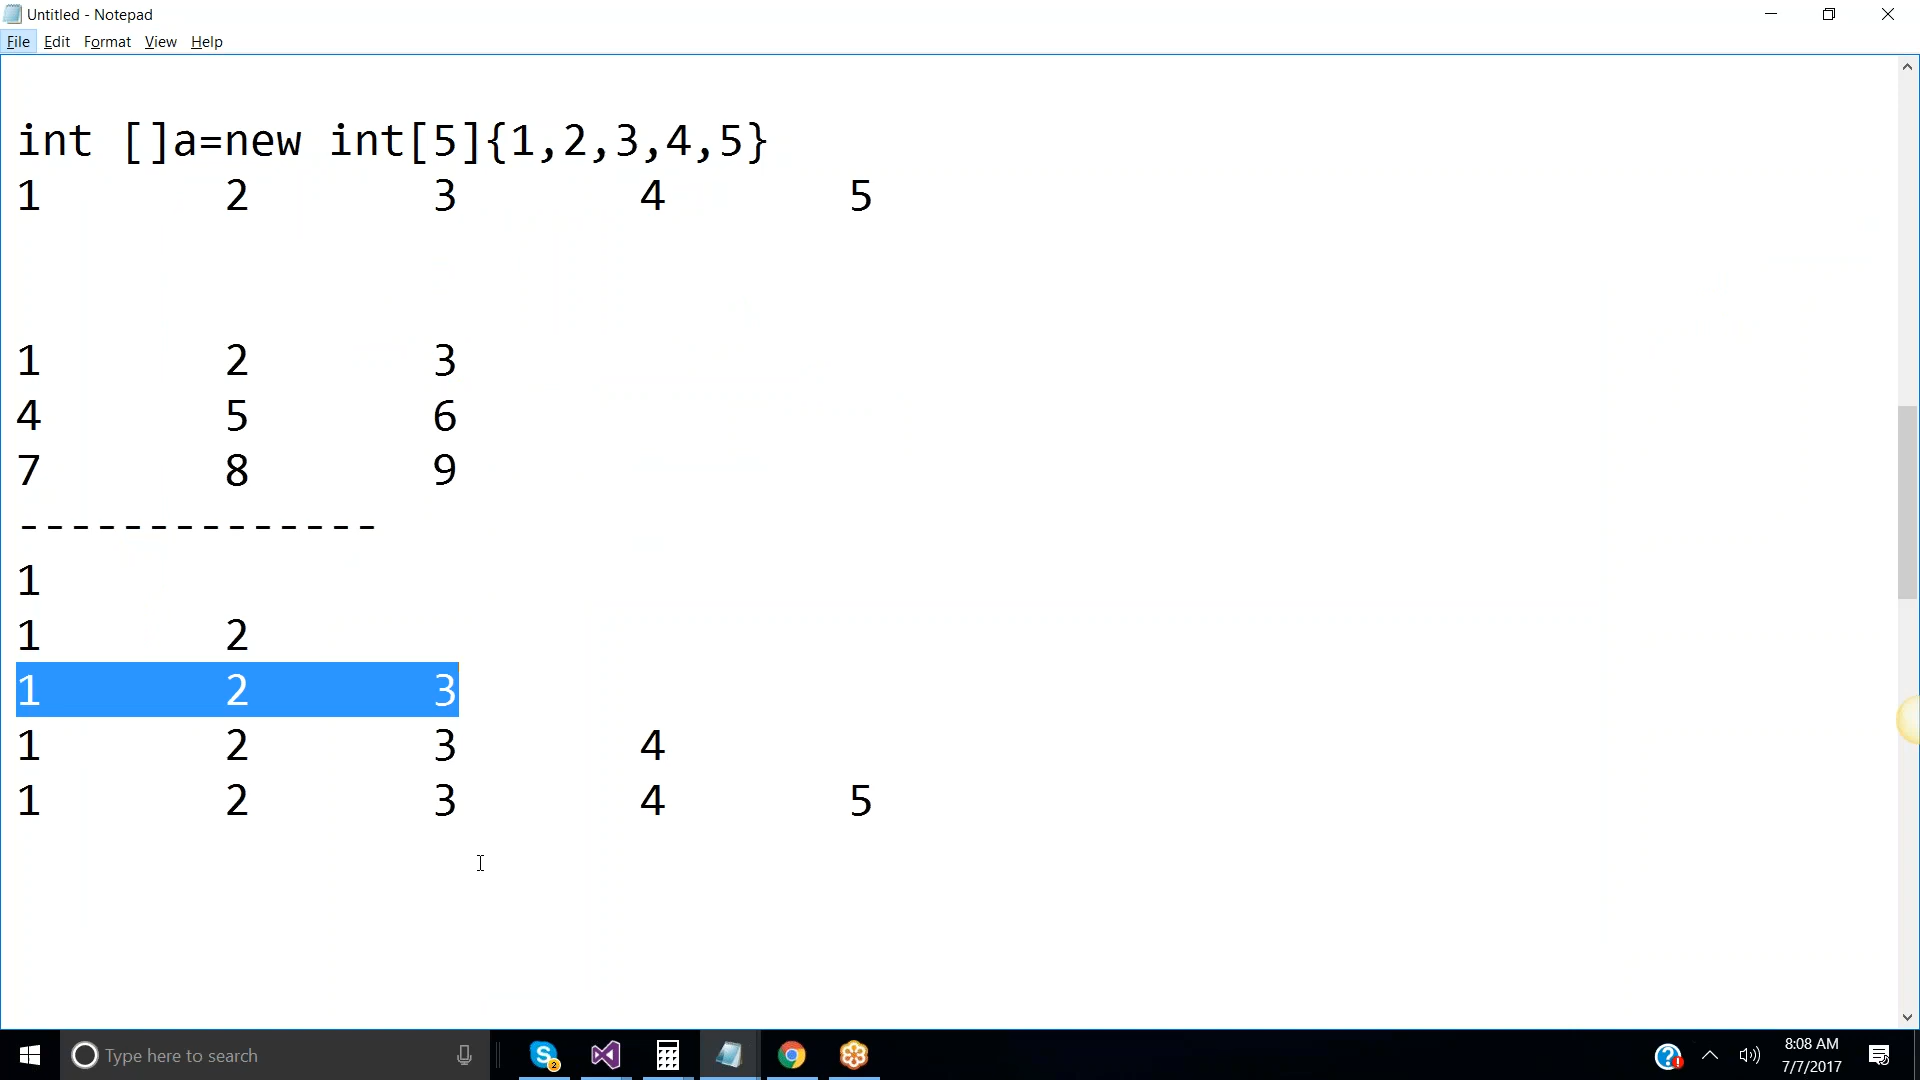 Untitled - Notepad
File Edit Format View Help
int []a=new int[5]{1,2,3,4,5}
1 2 3 4 5
1 2 3
4 5 6
7 8 9
--------------
1
1 2
1 2 3
1 2 3 4
1 2 3 4 5
Type here to search
2
8:08 AM
7/7/2017